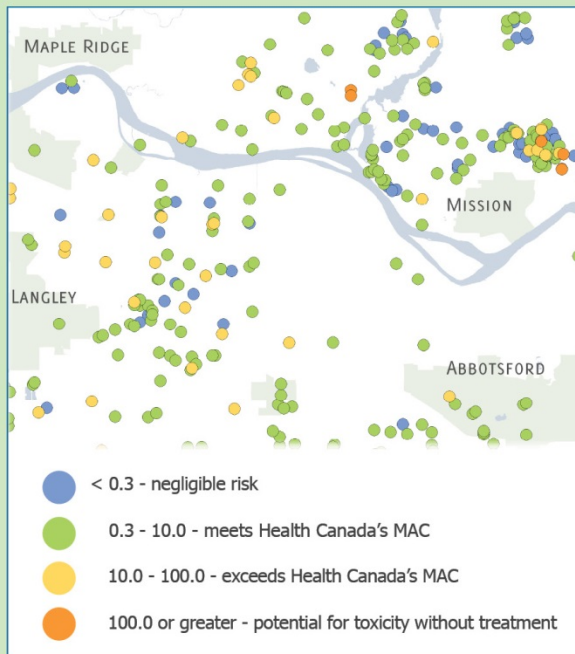 MAPLE RIDGE
MISSION
LANGLEY
ABBOTSFORD
< 0.3 - negligible risk
0.3 - 10.0 - meets Health Canada's MAC
10.0 - 100.0 - exceeds Health Canada's MAC
100.0 or greater - potential for toxicity without treatment